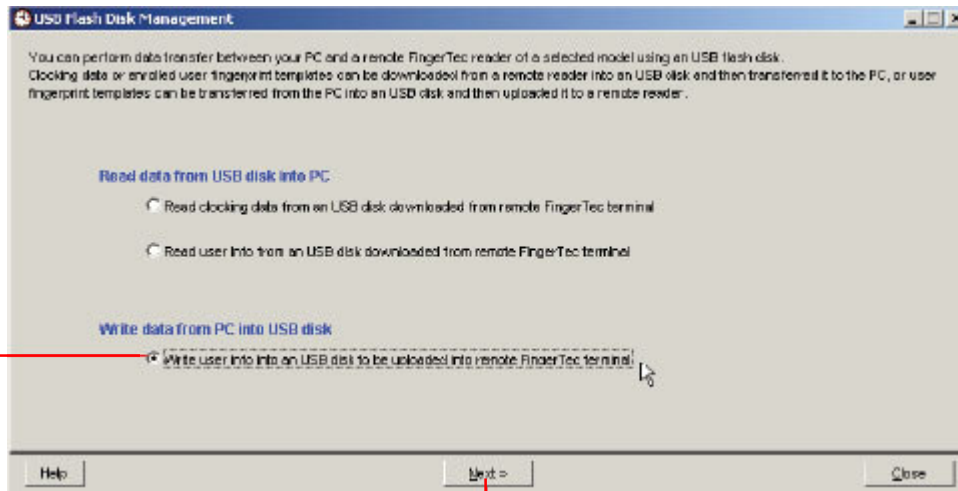 USB Flash Disk Management
You can perform data transfer between your PC and a remote FingerTec reader of a selected model using an USB flash disk.
Clocking data or enrolled user fingerprint templates can be downloaded from a remote reader into an USB disk and then transferred it to the PC, or user
fingerprint templates can be transferred from the PC into an USB disk and then uploaded it to a remote reader.
Read data from USB disk into PC
Read clocking data from an USB disk downloaded from remote FingerTec terminal
Read user info from an USB disk downloaded from remote FingerTec terminal
Write data from PC into USB disk
Write user info into an USB disk to be uploaded into remote FingerTec terminal
Help
Next >
Close